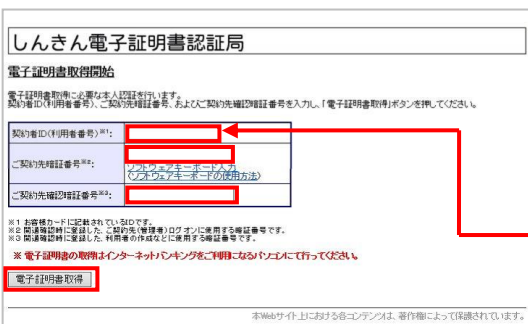 しんきん電子証明書認証局
電子証明書取得開始
電子証明書取得に必要な本人認証を行います。
契約者ID(利用者番号)、ご契約先暗証番号、およびご契約先確認暗証番号を入力し、「電子証明書取得」ボタンを押してください。
契約者ID(利用者番号)※1:
ご契約先暗証番号※2:
ソフトウェアキーボード入力
(ソフトウェアキーボードの使用方法)
ご契約先確認暗証番号※3:
※1 お客様カードに記載されているIDです。
※2 開通確認時に登録した、ご契約先(管理者)ログオンに使用する暗証番号です。
※3 開通確認時に登録した、利用者の作成などに使用する暗証番号です。
※ 電子証明書の取得はインターネットバンキングをご利用になるパソコンにて行ってください。
電子証明書取得
本Webサイト上における各コンテンツは、著作権によって保護されています。